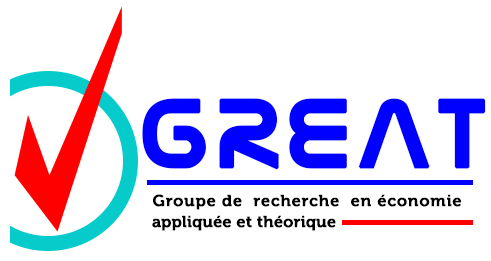 GREAT
Groupe de recherche en économie
appliquée et théorique